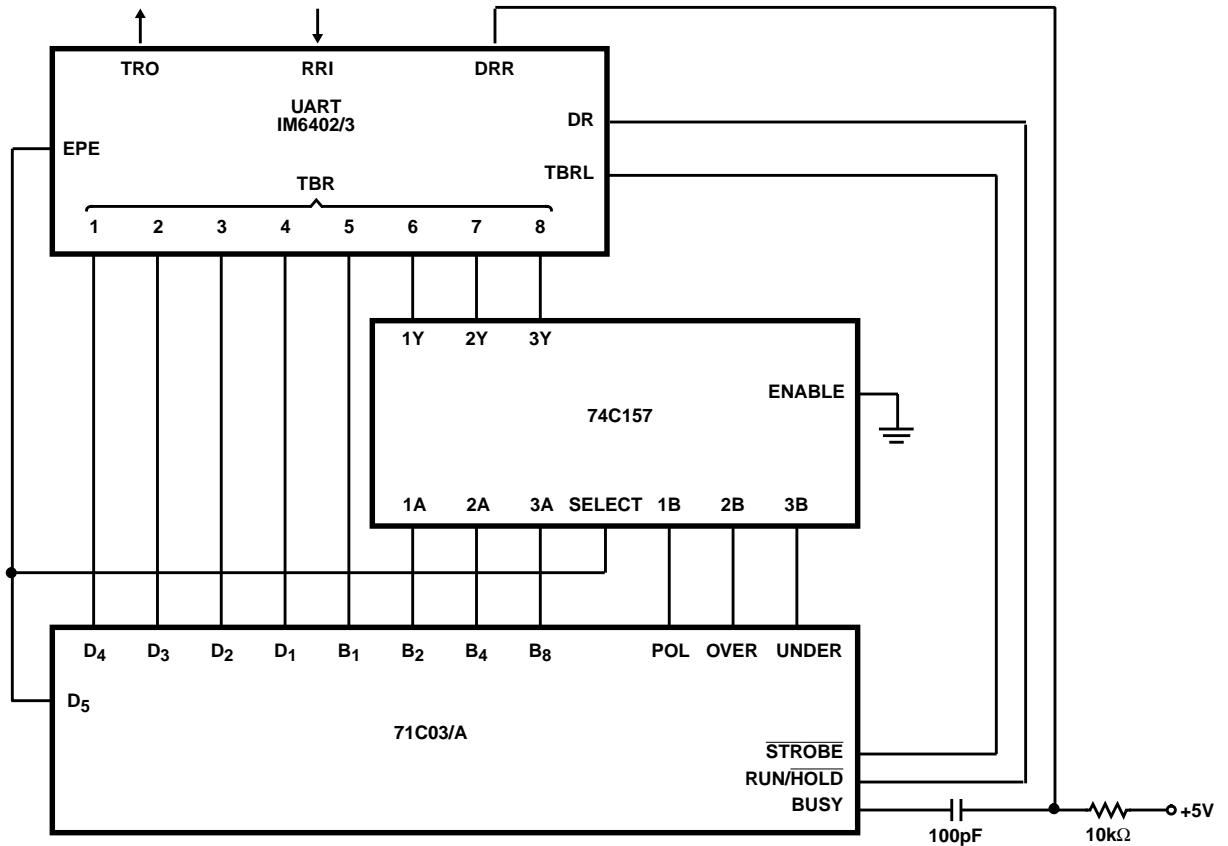 TRO RRI DRR
UART
IM6402/3
DR
EPE
TBRL
TBR
1 2 3 4 5 6 7 8
1Y 2Y 3Y
ENABLE
74C157
1A 2A 3A SELECT 1B 2B 3B
D4 D3 D2 D1 B1 B2 B4 B8 POL OVER UNDER
D5
71C03/A
STROBE
RUN/HOLD
BUSY
+5V
100pF 10kΩ